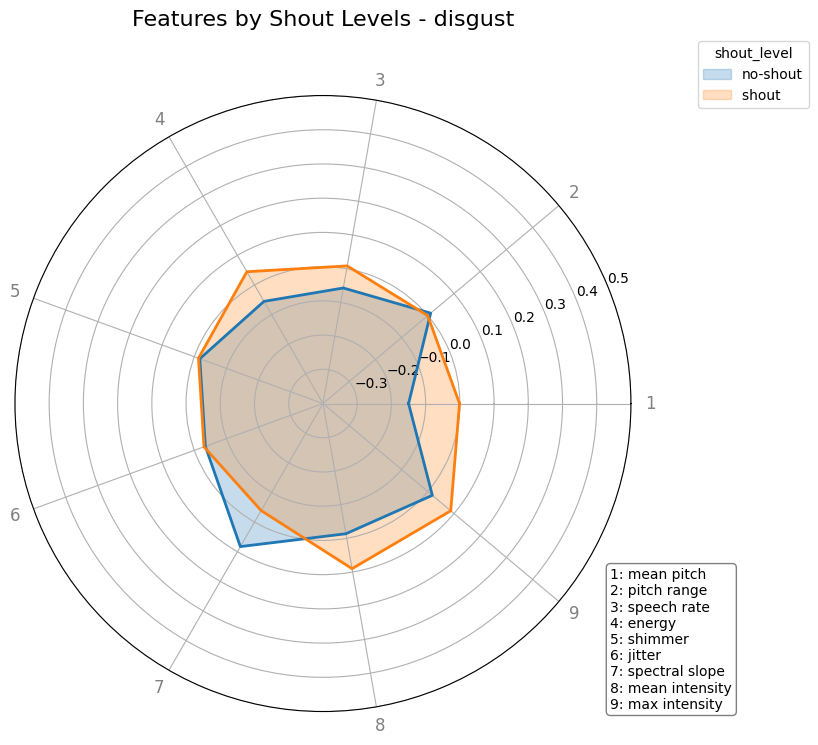 Features by Shout Levels - disgust
shout_level
no-shout
shout
1
2
3
4
5
6
7
8
9
−0.3
−0.2
−0.1
0.0
0.1
0.2
0.3
0.4
0.5
1: mean pitch
2: pitch range
3: speech rate
4: energy
5: shimmer
6: jitter
7: spectral slope
8: mean intensity
9: max intensity